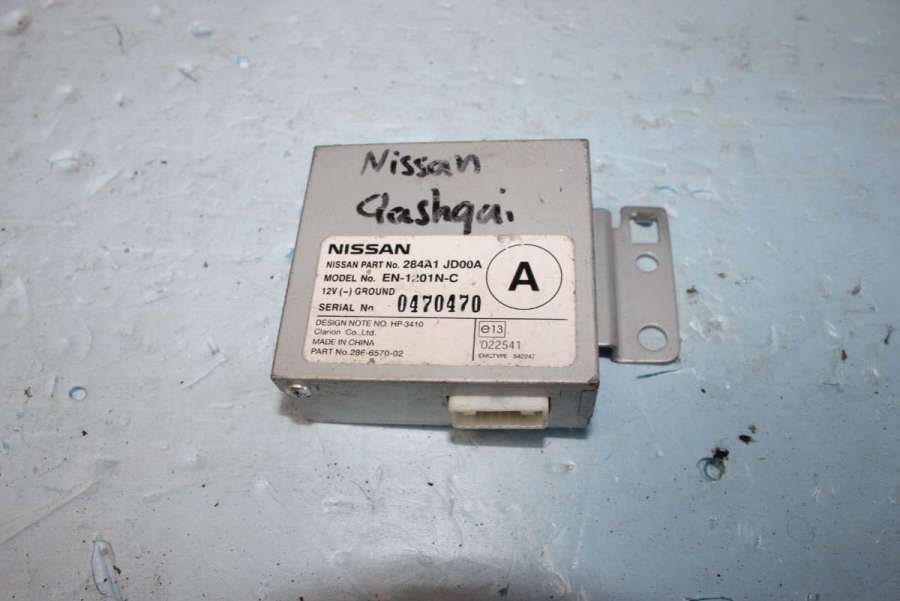 Nissan
Qashqai
NISSAN
NISSAN PART No. 284A1 JD00A
MODEL No. EN-1201N-C
12V (-) GROUND
SERIAL No. 0470470
A
DESIGN NOTE NO. HP-3410
Clarion Co., Ltd.
MADE IN CHINA
PART No. 286-6570-02
e13
022541